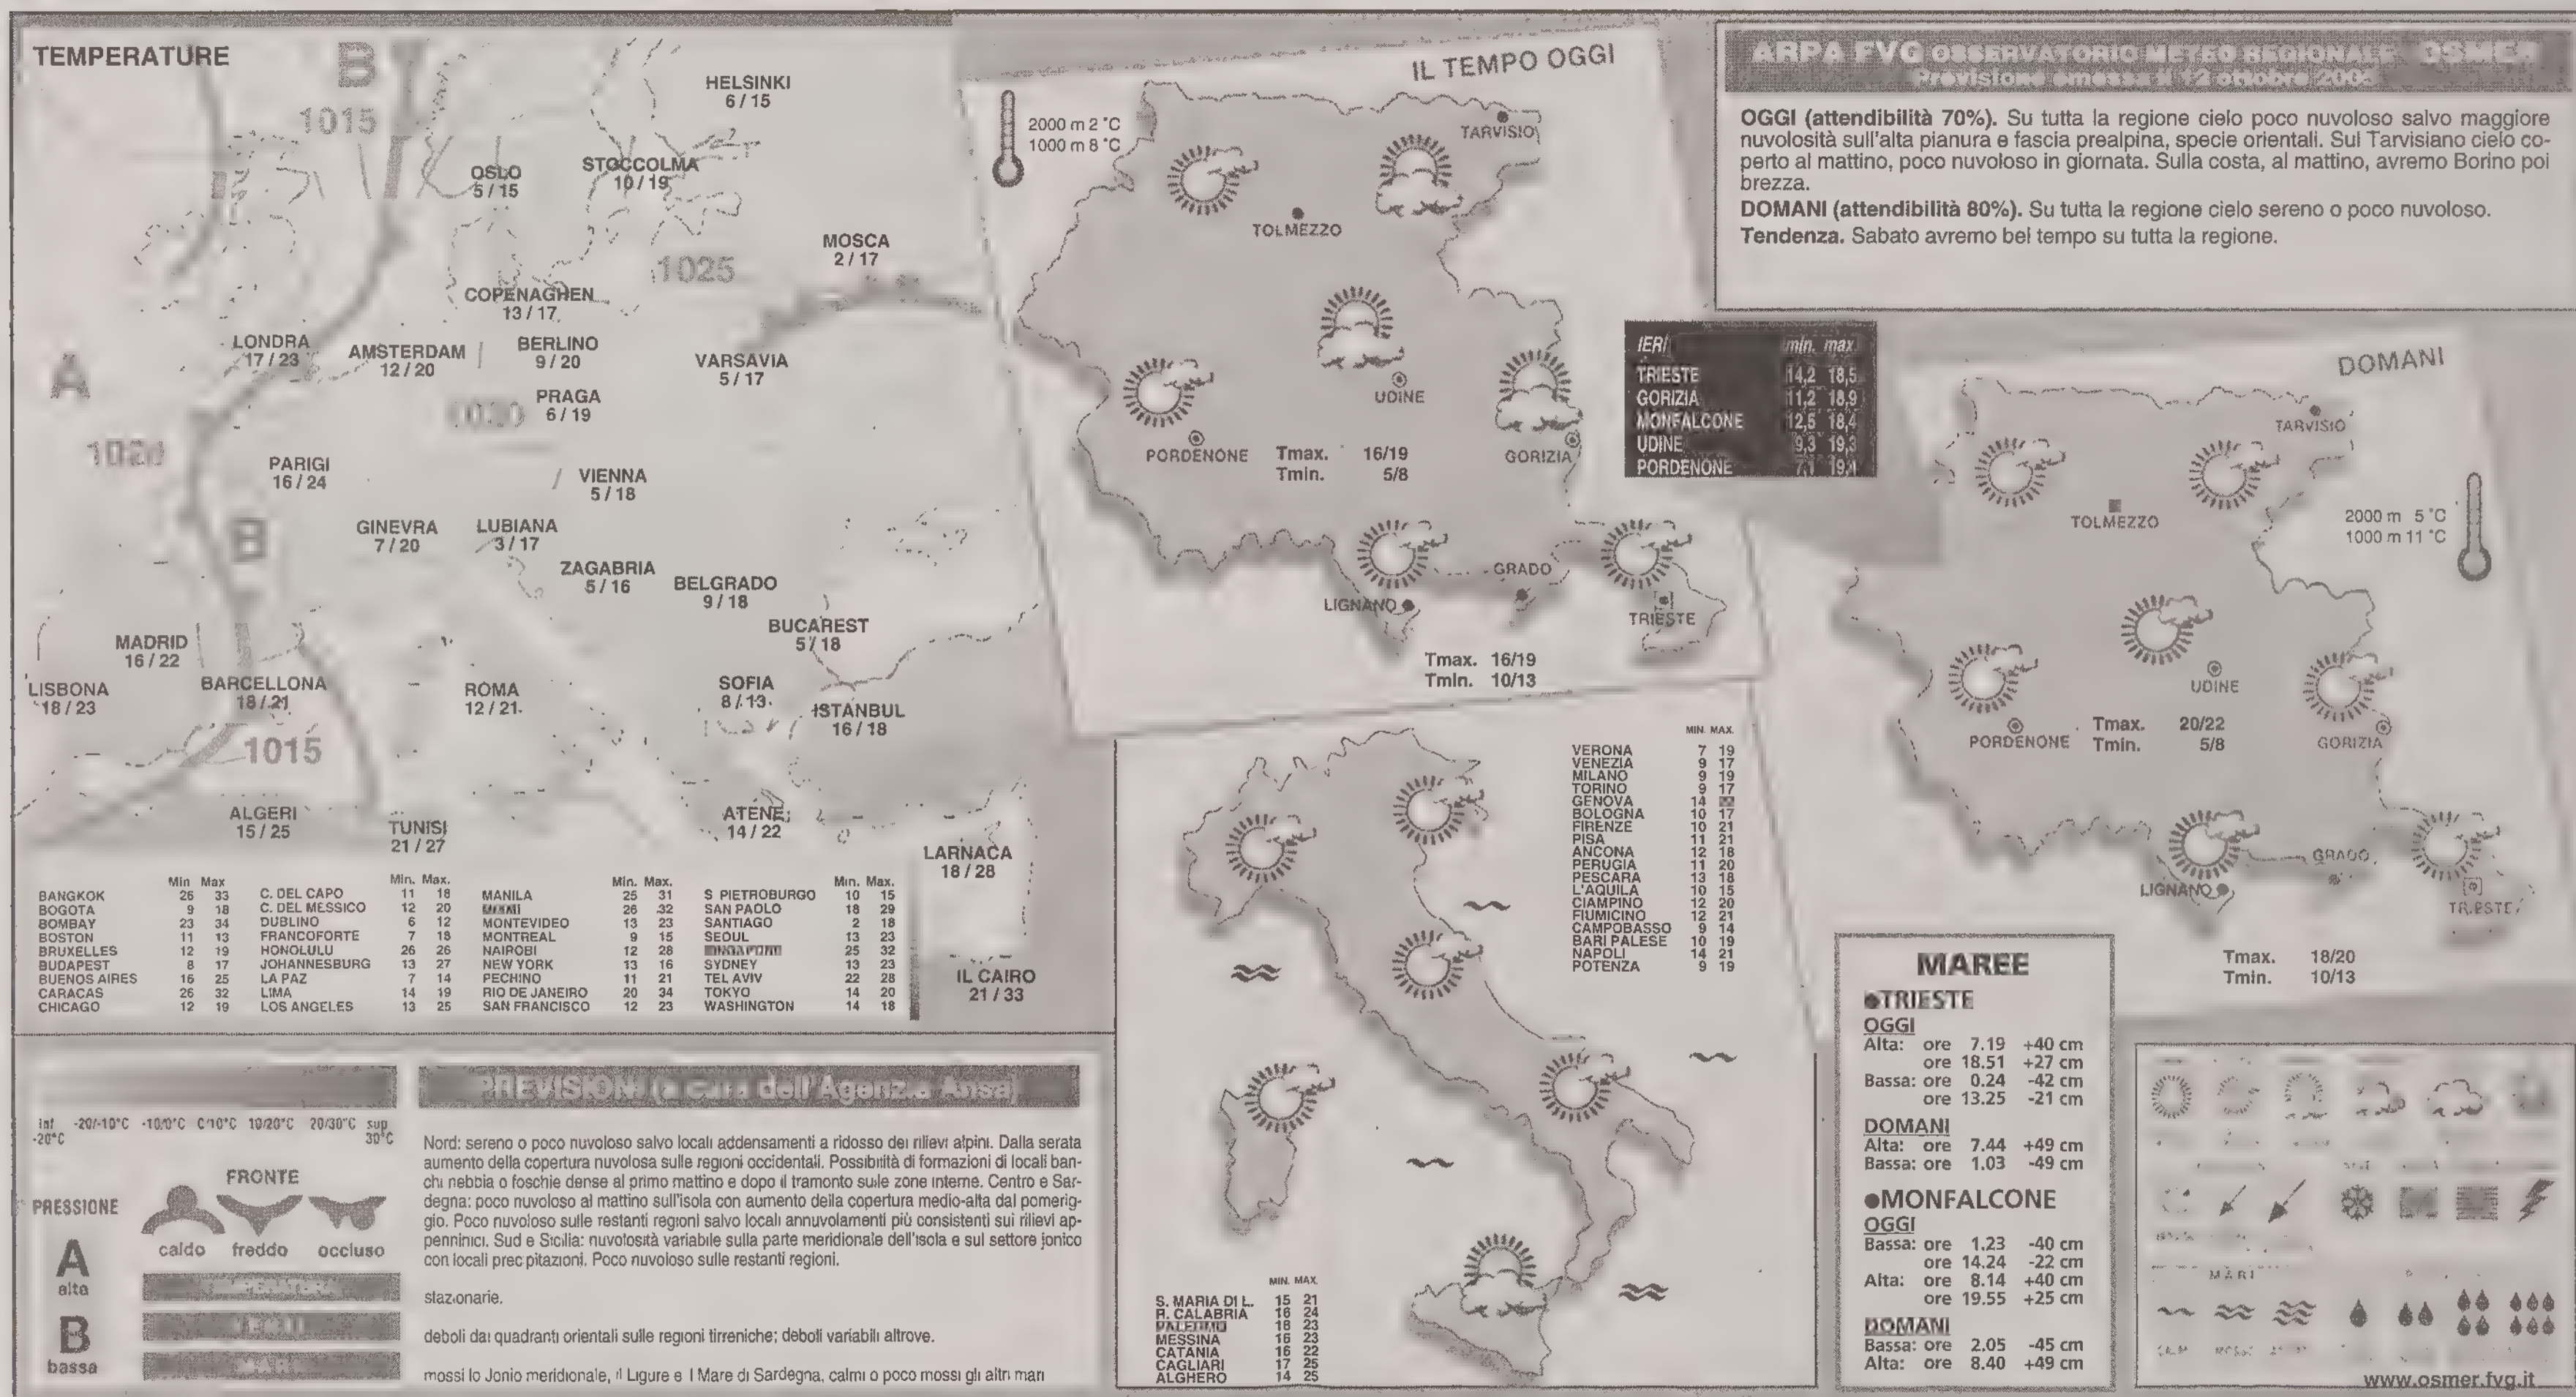 TEMPERATURE
B
1015
HELSINKI
6 / 15
OSLO
5 / 15
STOCCOLMA
10 / 19
MOSCA
2 / 17
1025
COPENAGHEN
13 / 17
LONDRA
17 / 23
AMSTERDAM
12 / 20
BERLINO
9 / 20
VARSAVIA
5 / 17
A
PRAGA
6 / 19
1020
PARIGI
16 / 24
VIENNA
5 / 18
B
GINEVRA
7 / 20
LUBIANA
3 / 17
ZAGABRIA
5 / 16
BELGRADO
9 / 18
BUCAREST
5 / 18
MADRID
16 / 22
LISBONA
18 / 23
BARCELLONA
18 / 21
ROMA
12 / 21
SOFIA
8 / 13
ISTANBUL
16 / 18
1015
ALGERI
15 / 25
TUNISI
21 / 27
ATENE
14 / 22
LARNACA
18 / 28
IL CAIRO
21 / 33
Min Max
BANGKOK 26 33
BOGOTA 9 18
BOMBAY 23 34
BOSTON 11 13
BRUXELLES 12 19
BUDAPEST 8 17
BUENOS AIRES 16 25
CARACAS 26 32
CHICAGO 12 19
Min. Max.
C. DEL CAPO 11 18
C. DEL MESSICO 12 20
DUBLINO 6 12
FRANCOFORTE 7 18
HONOLULU 26 26
JOHANNESBURG 13 27
LA PAZ 7 14
LIMA 14 19
LOS ANGELES 13 25
Min. Max.
MANILA 25 31
MIAMI 26 32
MONTEVIDEO 13 23
MONTREAL 9 15
NAIROBI 12 28
NEW YORK 13 16
PECHINO 11 21
RIO DE JANEIRO 20 34
SAN FRANCISCO 12 23
Min. Max.
S PIETROBURGO 10 15
SAN PAOLO 18 29
SANTIAGO 2 18
SEOUL 13 23
SINGAPORE 25 32
SYDNEY 13 23
TEL AVIV 22 28
TOKYO 14 20
WASHINGTON 14 18
inf -20°C
-20/-10°C -10/0°C 0/10°C 10/20°C 20/30°C
sup 30°C
PRESSIONE
A
alta
B
bassa
FRONTE
caldo freddo occluso
TEMPERATURA
VENTI
MARI
PREVISIONI (a cura dell'Agenzia Ansa)
Nord: sereno o poco nuvoloso salvo locali addensamenti a ridosso dei rilievi alpini. Dalla serata
aumento della copertura nuvolosa sulle regioni occidentali. Possibilità di formazioni di locali ban-
chi nebbia o foschie dense al primo mattino e dopo il tramonto sulle zone interne. Centro e Sar-
degna: poco nuvoloso al mattino sull'isola con aumento della copertura medio-alta dal pomerig-
gio. Poco nuvoloso sulle restanti regioni salvo locali annuvolamenti più consistenti sui rilievi ap-
penninici. Sud e Sicilia: nuvolosità variabile sulla parte meridionale dell'isola e sul settore jonico
con locali precipitazioni. Poco nuvoloso sulle restanti regioni.
stazionarie.
deboli dai quadranti orientali sulle regioni tirreniche; deboli variabili altrove.
mossi lo Jonio meridionale, il Ligure e l Mare di Sardegna, calmi o poco mossi gli altri mari
IL TEMPO OGGI
2000 m 2 °C
1000 m 8 °C
TARVISIO
TOLMEZZO
UDINE
PORDENONE
GORIZIA
Tmax. 16/19
Tmin. 5/8
GRADO
LIGNANO
TRIESTE
Tmax. 16/19
Tmin. 10/13
ARPA FVG OSSERVATORIO METEO REGIONALE OSMER
OGGI (attendibilità 70%). Su tutta la regione cielo poco nuvoloso salvo maggiore
nuvolosità sull'alta pianura e fascia prealpina, specie orientali. Sul Tarvisiano cielo co-
perto al mattino, poco nuvoloso in giornata. Sulla costa, al mattino, avremo Borino poi
brezza.
DOMANI (attendibilità 80%). Su tutta la regione cielo sereno o poco nuvoloso.
Tendenza. Sabato avremo bel tempo su tutta la regione.
IERI min. max.
TRIESTE 14,2 18,5
GORIZIA 11,2 18,9
MONFALCONE 12,5 18,4
UDINE 9,3 19,3
PORDENONE 7,1 19,4
DOMANI
TARVISIO
TOLMEZZO
2000 m 5 °C
1000 m 11 °C
UDINE
PORDENONE
GORIZIA
Tmax. 20/22
Tmin. 5/8
GRADO
LIGNANO
TRIESTE
Tmax. 18/20
Tmin. 10/13
MIN. MAX.
VERONA 7 19
VENEZIA 9 17
MILANO 9 19
TORINO 9 17
GENOVA 14
BOLOGNA 10 17
FIRENZE 10 21
PISA 11 21
ANCONA 12 18
PERUGIA 11 20
PESCARA 13 18
L'AQUILA 10 15
CIAMPINO 12 20
FIUMICINO 12 21
CAMPOBASSO 9 14
BARI PALESE 10 19
NAPOLI 14 21
POTENZA 9 19
MIN. MAX.
S. MARIA DI L. 15 21
R. CALABRIA 16 24
PALERMO 18 23
MESSINA 16 23
CATANIA 16 22
CAGLIARI 17 25
ALGHERO 14 25
MAREE
●TRIESTE
OGGI
Alta: ore 7.19 +40 cm
ore 18.51 +27 cm
Bassa: ore 0.24 -42 cm
ore 13.25 -21 cm
DOMANI
Alta: ore 7.44 +49 cm
Bassa: ore 1.03 -49 cm
●MONFALCONE
OGGI
Bassa: ore 1.23 -40 cm
ore 14.24 -22 cm
Alta: ore 8.14 +40 cm
ore 19.55 +25 cm
DOMANI
Bassa: ore 2.05 -45 cm
Alta: ore 8.40 +49 cm
MARI
www.osmer.fvg.it